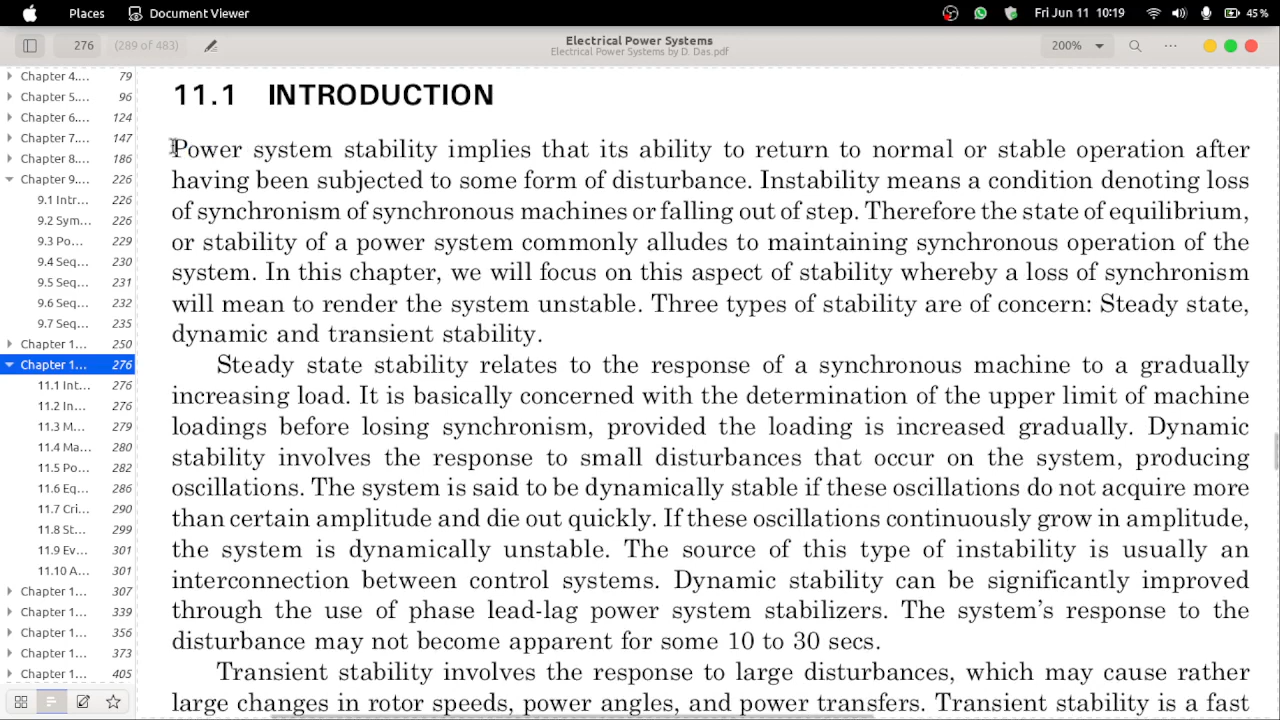 Places Document Viewer Fri Jun 11 10:19 45 %
276 (289 of 483) Electrical Power Systems 200%
Electrical Power Systems by D. Das.pdf
Chapter 4.... 79
Chapter 5.... 96
Chapter 6.... 124
Chapter 7.... 147
Chapter 8.... 186
Chapter 9.... 226
9.1 Intr... 226
9.2 Sym... 226
9.3 Po... 229
9.4 Seq... 230
9.5 Seq... 231
9.6 Seq... 232
9.7 Seq... 235
Chapter 1... 250
Chapter 1... 276
11.1 Int... 276
11.2 In... 276
11.3 M... 279
11.4 Ma... 280
11.5 Po... 282
11.6 Eq... 286
11.7 Cri... 290
11.8 St... 299
11.9 Ev... 301
11.10 A... 301
Chapter 1... 307
Chapter 1... 339
Chapter 1... 356
Chapter 1... 373
Chapter 1... 405
11.1 INTRODUCTION
Power system stability implies that its ability to return to normal or stable operation after
having been subjected to some form of disturbance. Instability means a condition denoting loss
of synchronism of synchronous machines or falling out of step. Therefore the state of equilibrium,
or stability of a power system commonly alludes to maintaining synchronous operation of the
system. In this chapter, we will focus on this aspect of stability whereby a loss of synchronism
will mean to render the system unstable. Three types of stability are of concern: Steady state,
dynamic and transient stability.
Steady state stability relates to the response of a synchronous machine to a gradually
increasing load. It is basically concerned with the determination of the upper limit of machine
loadings before losing synchronism, provided the loading is increased gradually. Dynamic
stability involves the response to small disturbances that occur on the system, producing
oscillations. The system is said to be dynamically stable if these oscillations do not acquire more
than certain amplitude and die out quickly. If these oscillations continuously grow in amplitude,
the system is dynamically unstable. The source of this type of instability is usually an
interconnection between control systems. Dynamic stability can be significantly improved
through the use of phase lead-lag power system stabilizers. The system's response to the
disturbance may not become apparent for some 10 to 30 secs.
Transient stability involves the response to large disturbances, which may cause rather
large changes in rotor speeds, power angles, and power transfers. Transient stability is a fast